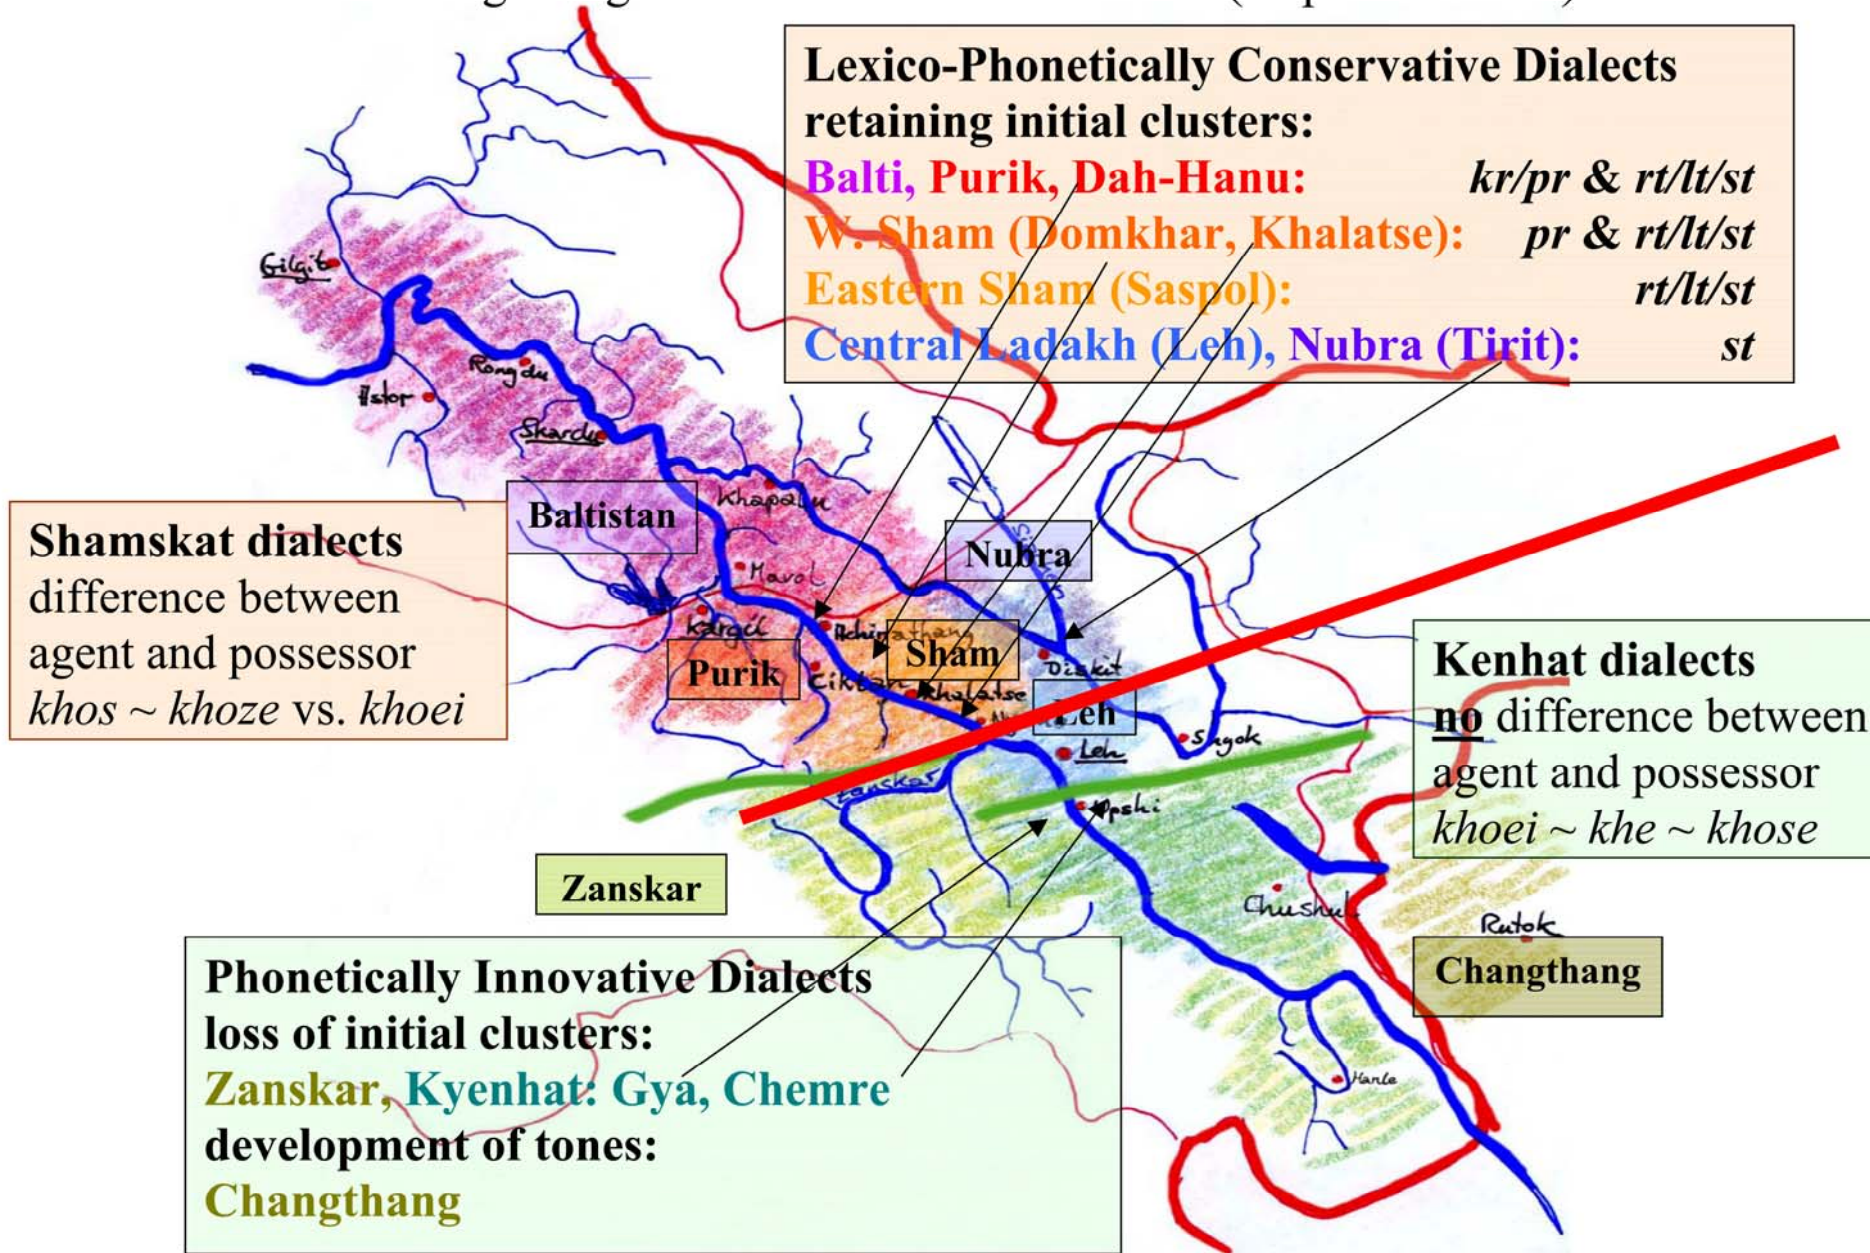 Lexico-Phonetically Conservative Dialects
retaining initial clusters:
Balti, Purik, Dah-Hanu: kr/pr & rt/lt/st
W. Sham (Domkhar, Khalatse): pr & rt/lt/st
Eastern Sham (Saspol): rt/lt/st
Central Ladakh (Leh), Nubra (Tirit): st
Gilgit
Rongdu
Astor
Skardu
Khapalu
Baltistan
Shamskat dialects
difference between
agent and possessor
khos ~ khoze vs. khoei
Nubra
Kargil
Purik
Sham
Ciktan
Khalatse
Diskit
Leh
Leh
Shyok
Kenhat dialects
no difference between
agent and possessor
khoei ~ khe ~ khose
Zanskar
Upshi
Zanskar
Chushul
Rutok
Changthang
Hanle
Phonetically Innovative Dialects
loss of initial clusters:
Zanskar, Kyenhat: Gya, Chemre
development of tones:
Changthang